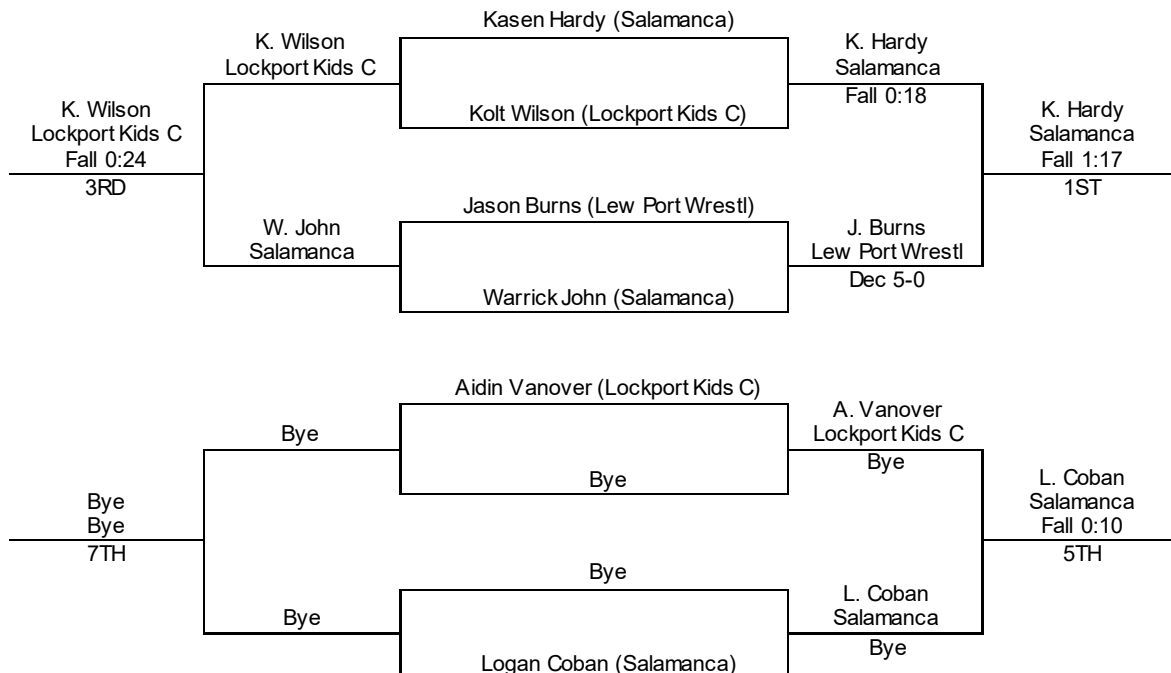 Kasen Hardy (Salamanca)
K. Wilson
Lockport Kids C
K. Hardy
Salamanca
Fall 0:18
K. Wilson
Lockport Kids C
Fall 0:24
3RD
Kolt Wilson (Lockport Kids C)
K. Hardy
Salamanca
Fall 1:17
1ST
Jason Burns (Lew Port Wrestl)
W. John
Salamanca
J. Burns
Lew Port Wrestl
Dec 5-0
Warrick John (Salamanca)
Aidin Vanover (Lockport Kids C)
Bye
A. Vanover
Lockport Kids C
Bye
Bye
Bye
Bye
7TH
L. Coban
Salamanca
Fall 0:10
5TH
Bye
Bye
L. Coban
Salamanca
Bye
Logan Coban (Salamanca)